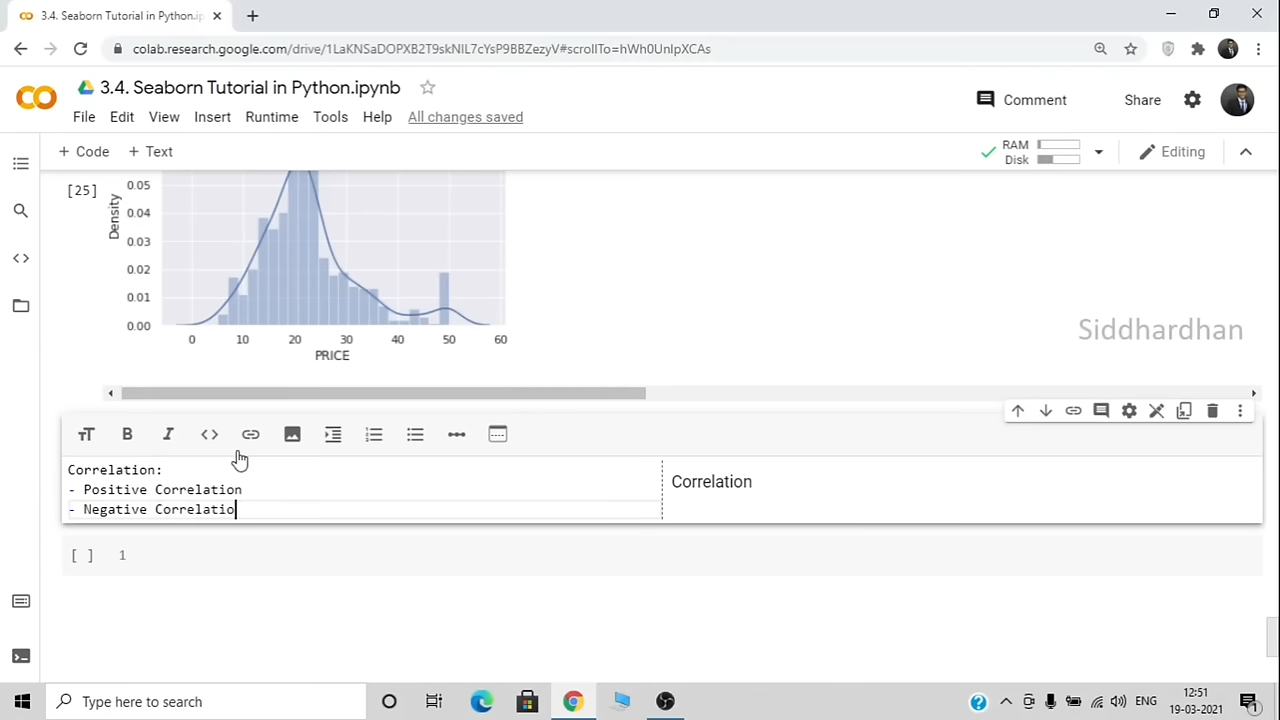 3.4. Seaborn Tutorial in Python.ip
colab.research.google.com/drive/1LaKNSaDOPXB2T9skNIL7cYsP9BBZezyV#scrollTo=hWh0UnlpXCAs
3.4. Seaborn Tutorial in Python.ipynb
Comment
Share
File Edit View Insert Runtime Tools Help All changes saved
+ Code + Text
RAM
Disk
Editing
[25]
Density
0.05
0.04
0.03
0.02
0.01
0.00
0 10 20 30 40 50 60
PRICE
Siddhardhan
Correlation:
- Positive Correlation
- Negative Correlatio
Correlation
[ ] 1
Type here to search
ENG
12:51
19-03-2021